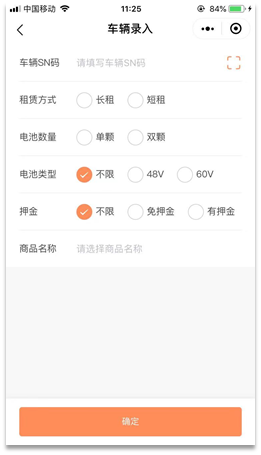 中国移动 11:25 84%
车辆录入
车辆SN码 请填写车辆SN码
租赁方式 长租 短租
电池数量 单颗 双颗
电池类型 不限 48V 60V
押金 不限 免押金 有押金
商品名称 请选择商品名称
确定